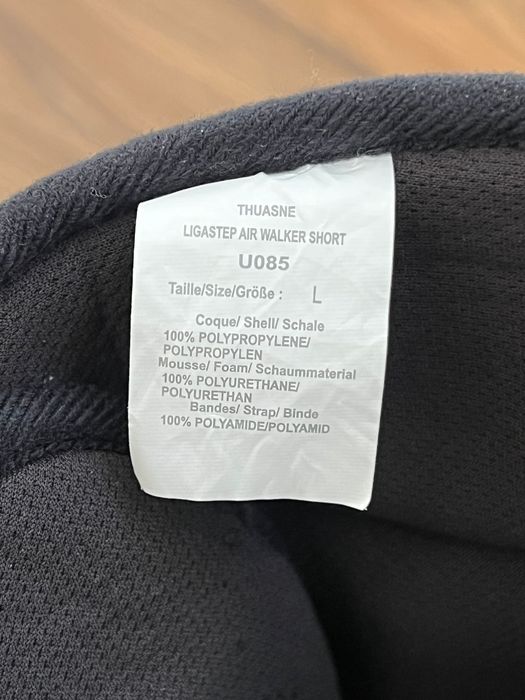 THUASNE
LIGASTEP AIR WALKER SHORT
U085
Taille/Size/Größe : L
Coque/ Shell/ Schale
100% POLYPROPYLENE/
POLYPROPYLEN
Mousse/ Foam/ Schaummaterial
100% POLYURETHANE/
POLYURETHAN
Bandes/ Strap/ Binde
100% POLYAMIDE/POLYAMID